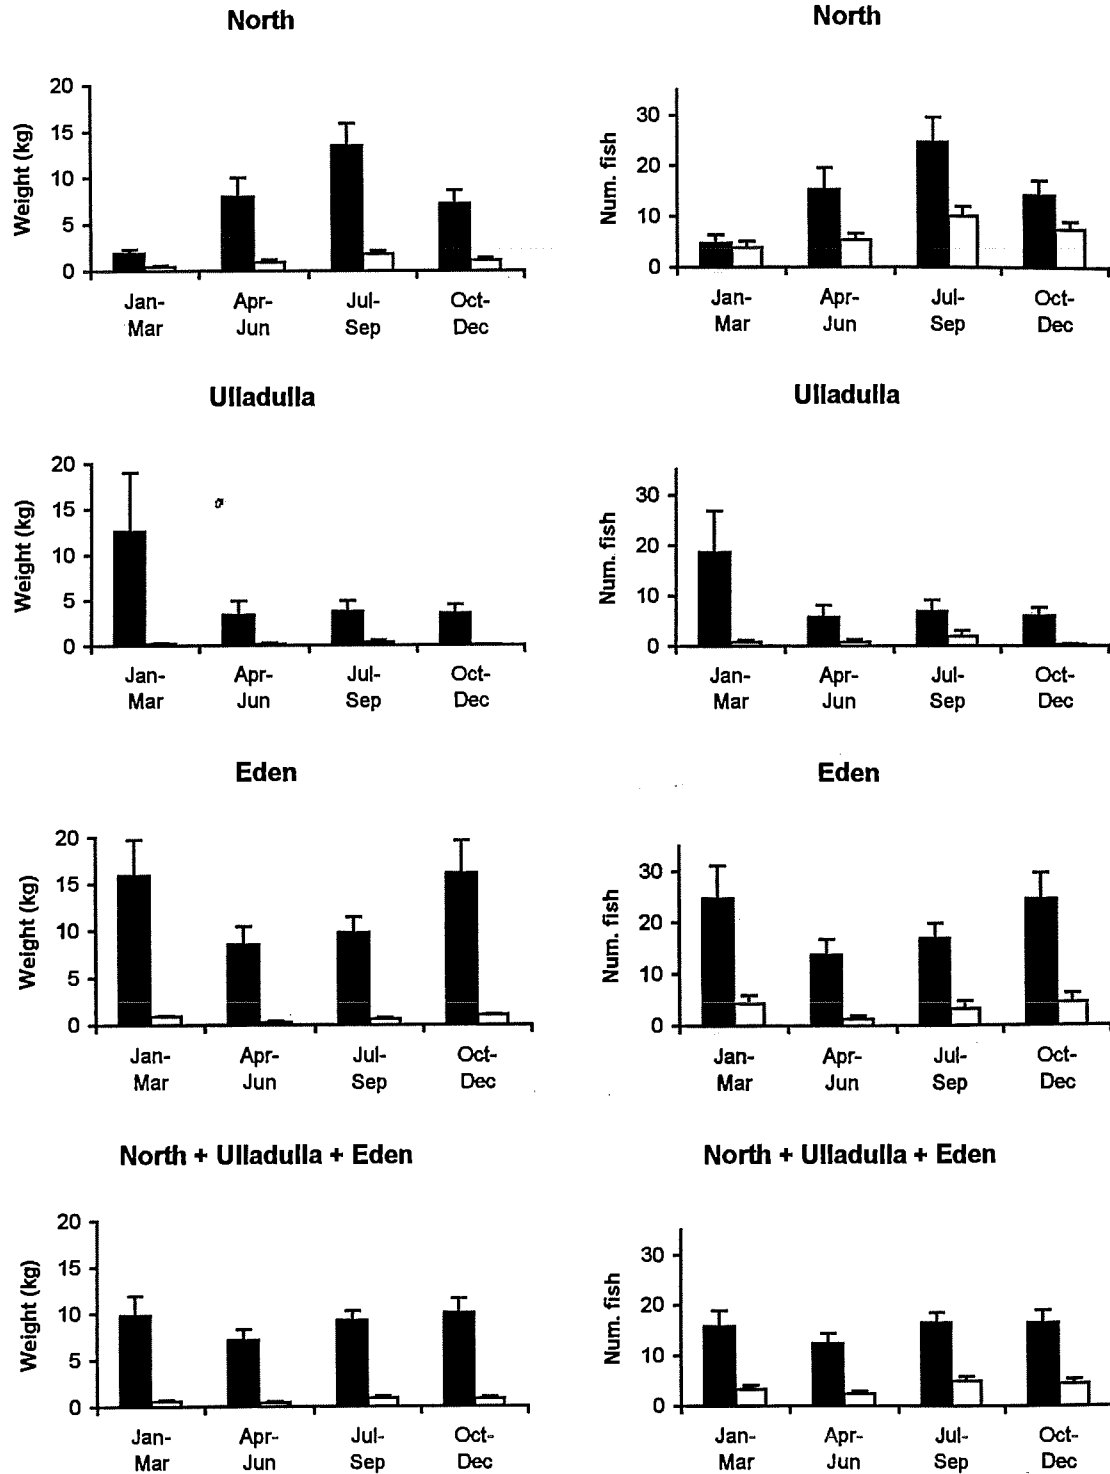 North
North
20
15
10
5
0
Weight (kg)
Jan-
Mar
Apr-
Jun
Jul-
Sep
Oct-
Dec
30
20
10
0
Num. fish
Jan-
Mar
Apr-
Jun
Jul-
Sep
Oct-
Dec
Ulladulla
Ulladulla
20
15
10
5
0
Weight (kg)
Jan-
Mar
Apr-
Jun
Jul-
Sep
Oct-
Dec
30
20
10
0
Num. fish
Jan-
Mar
Apr-
Jun
Jul-
Sep
Oct-
Dec
Eden
Eden
20
15
10
5
0
Weight (kg)
Jan-
Mar
Apr-
Jun
Jul-
Sep
Oct-
Dec
30
20
10
0
Num. fish
Jan-
Mar
Apr-
Jun
Jul-
Sep
Oct-
Dec
North + Ulladulla + Eden
North + Ulladulla + Eden
20
15
10
5
0
Weight (kg)
Jan-
Mar
Apr-
Jun
Jul-
Sep
Oct-
Dec
30
20
10
0
Num. fish
Jan-
Mar
Apr-
Jun
Jul-
Sep
Oct-
Dec